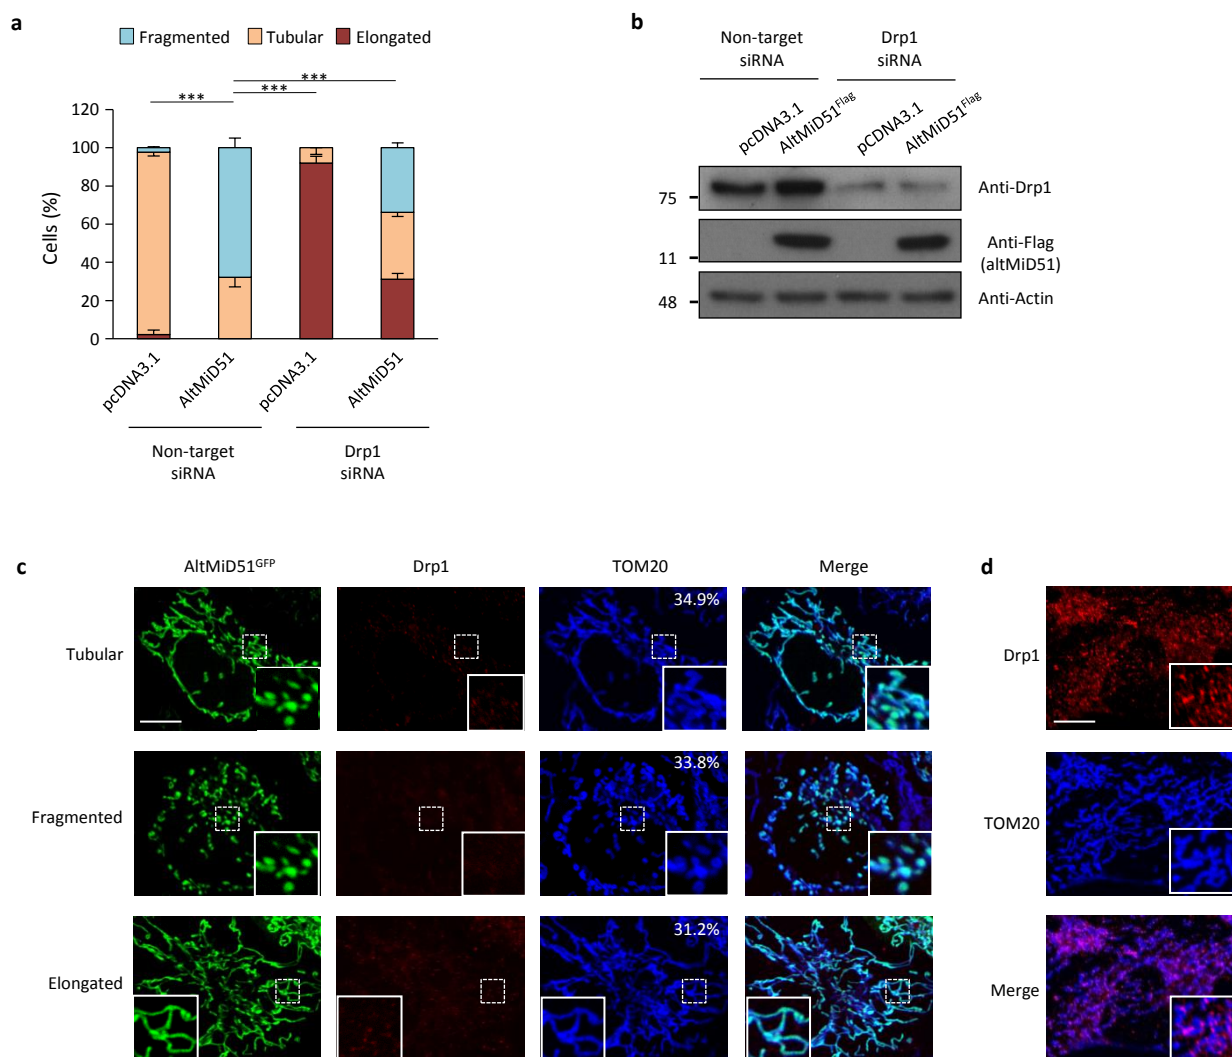 a
Fragmented Tubular Elongated
***
***
***
120
100
80
60
40
20
0
Cells (%)
pcDNA3.1
AltMiD51
pcDNA3.1
AltMiD51
Non-target
siRNA
Drp1
siRNA
b
Non-target
siRNA
Drp1
siRNA
pcDNA3.1
AltMiD51Flag
pCDNA3.1
AltMiD51Flag
75
Anti-Drp1
11
Anti-Flag
(altMiD51)
48
Anti-Actin
c
AltMiD51GFP
Drp1
TOM20
Merge
Tubular
34.9%
Fragmented
33.8%
Elongated
31.2%
d
Drp1
TOM20
Merge